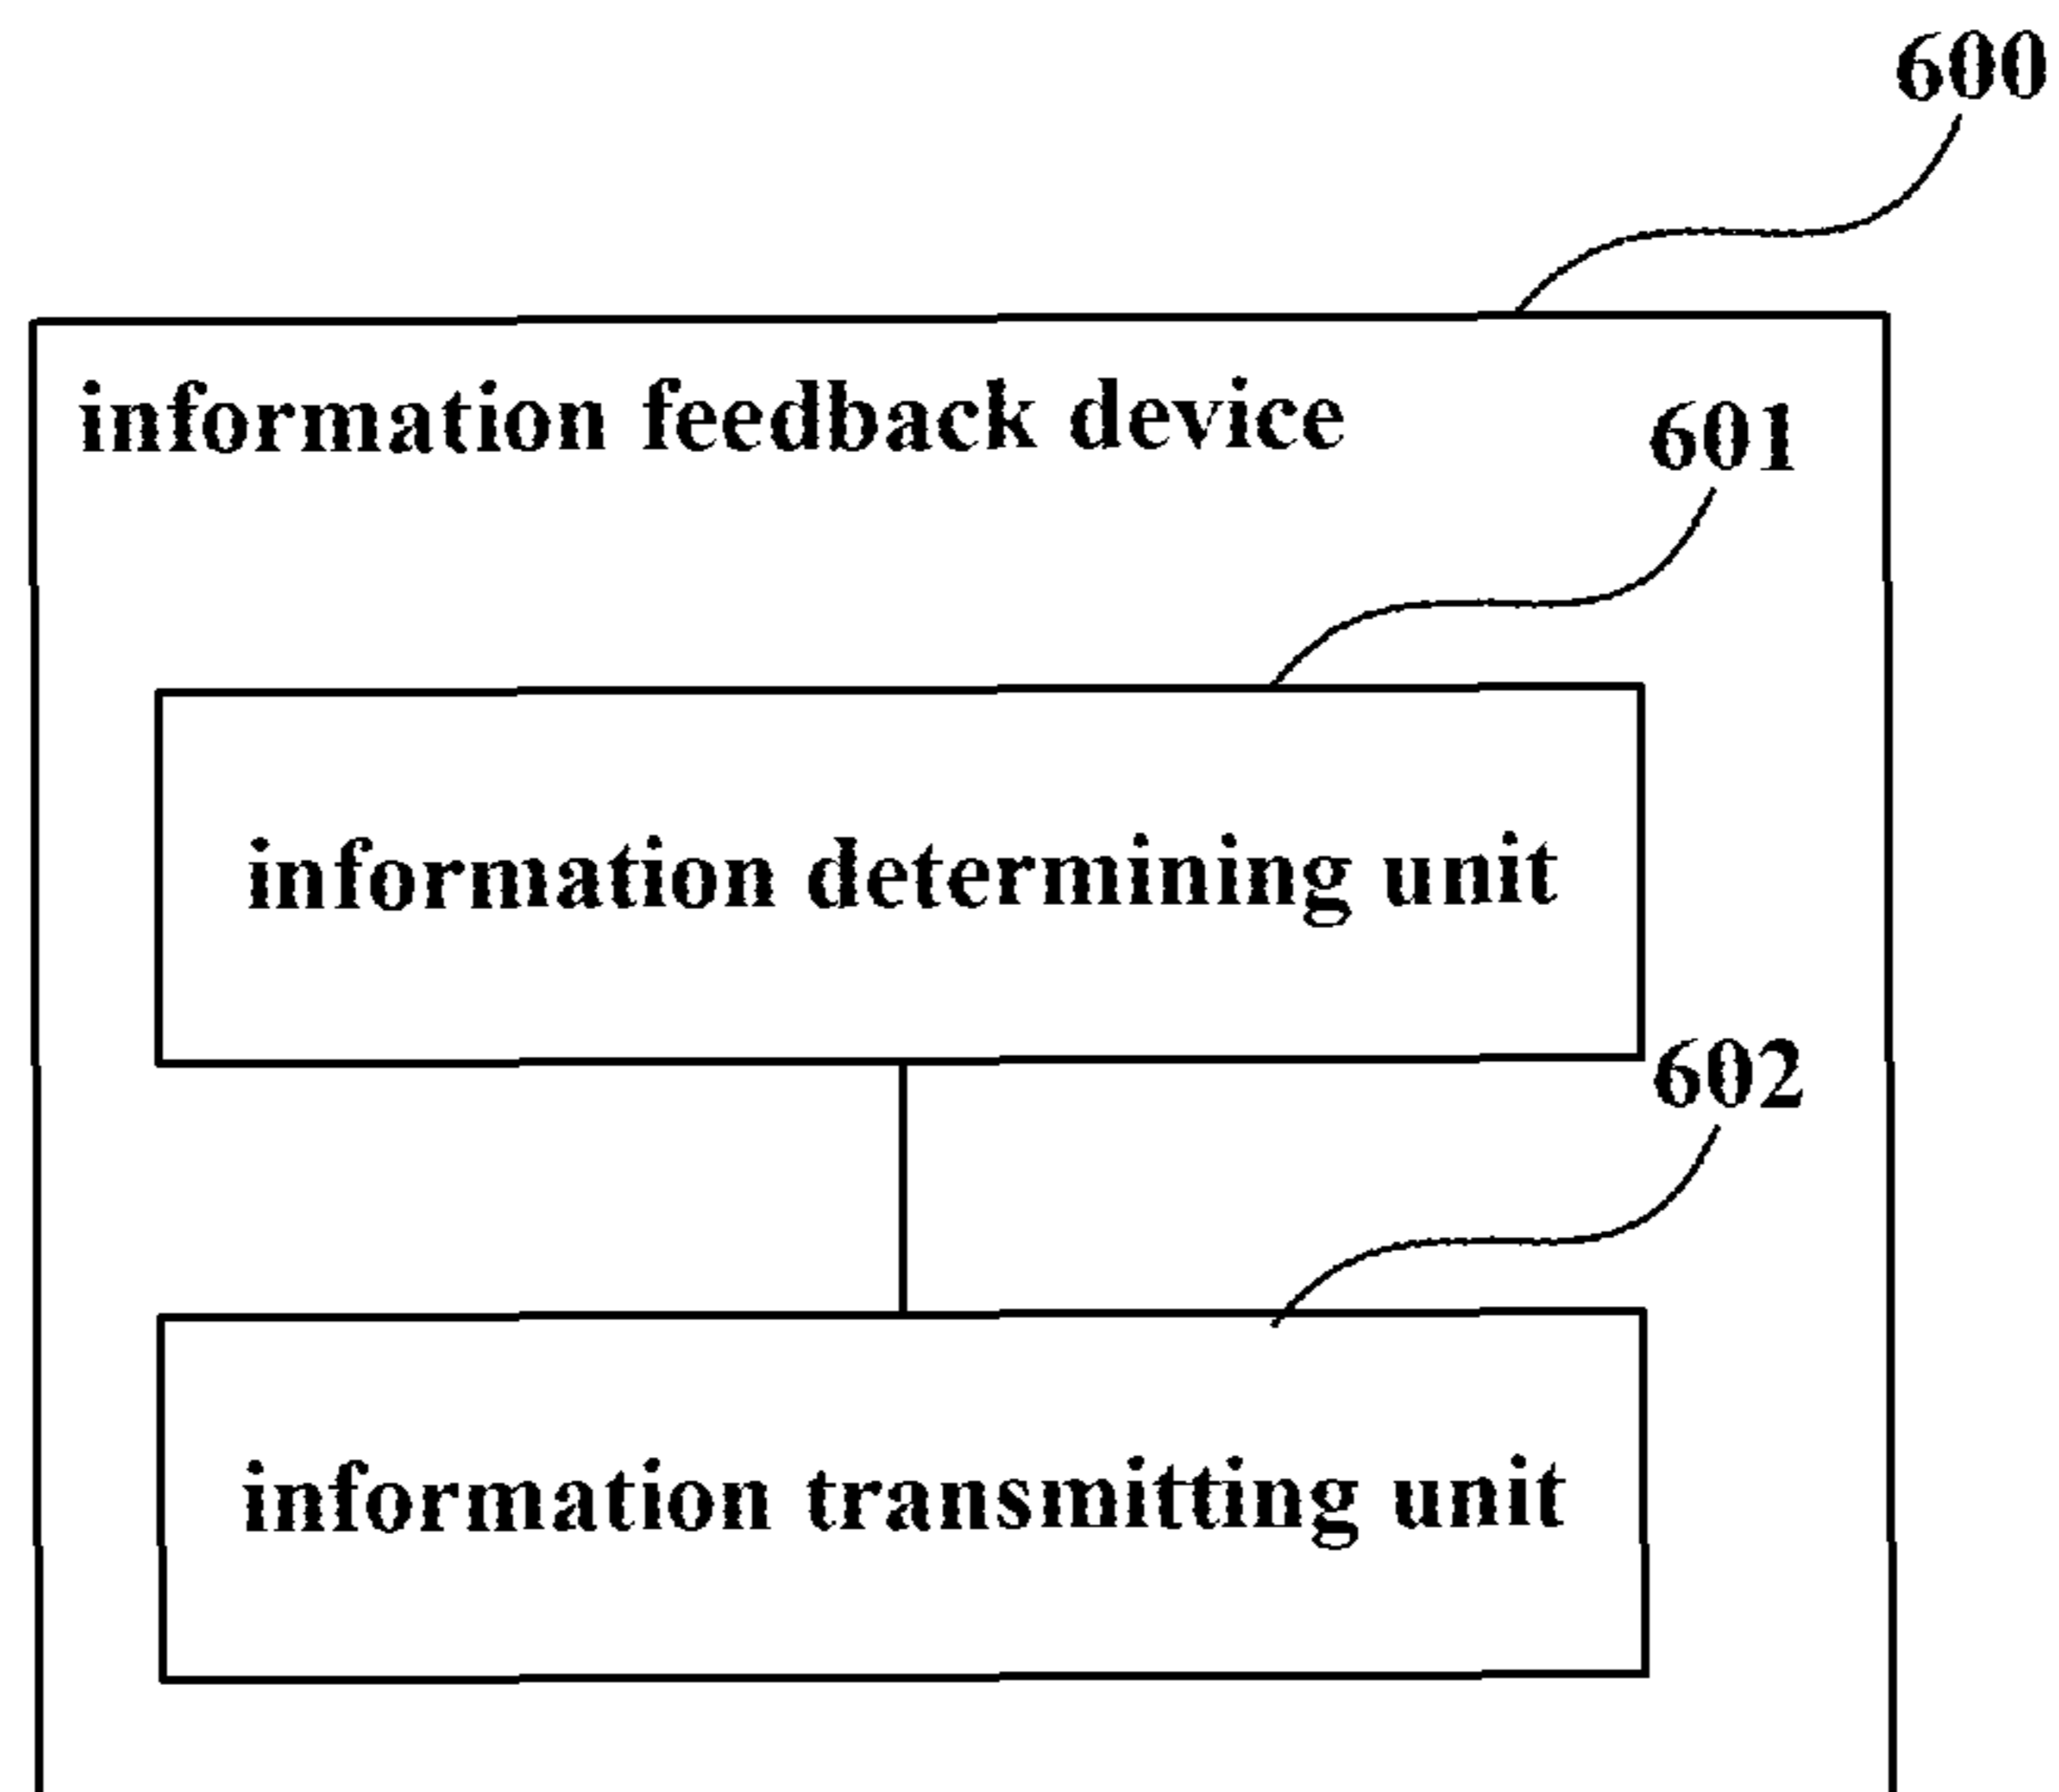 600
information feedback device
601
information determining unit
602
information transmitting unit